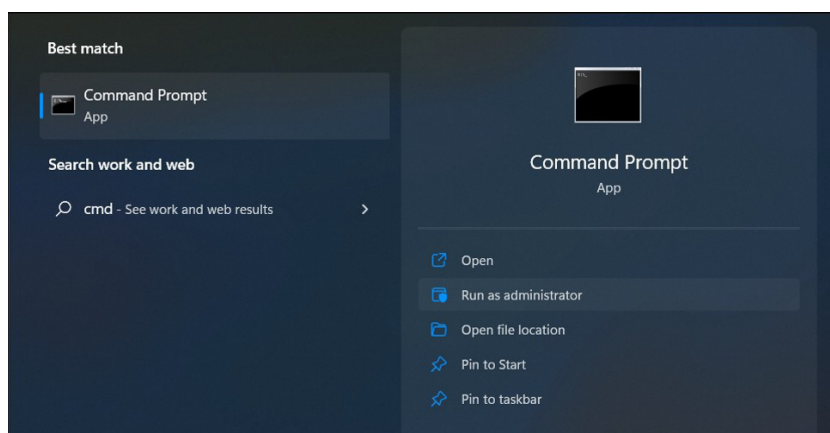 Best match
Command Prompt
App
Search work and web
cmd - See work and web results
Command Prompt
App
Open
Run as administrator
Open file location
Pin to Start
Pin to taskbar